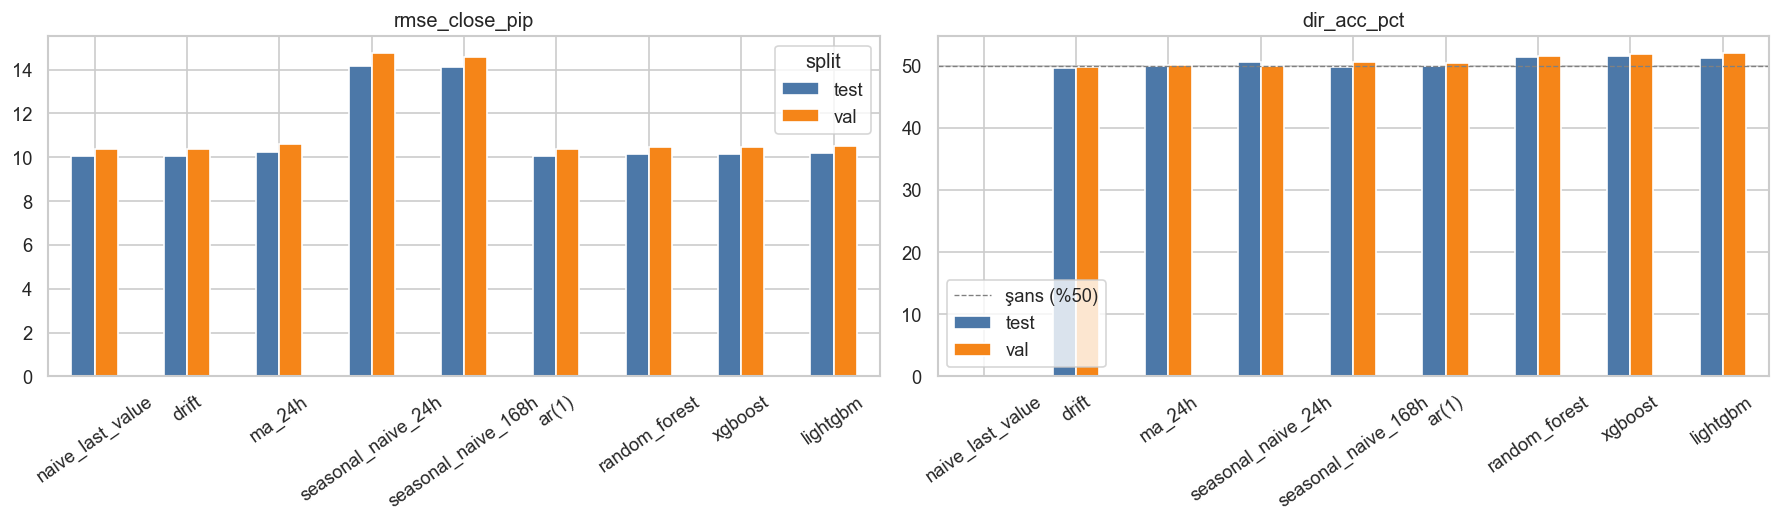 rmse_close_pip
14
12
10
8
6
4
2
0
split
test
val
naive_last_value
drift
ma_24h
seasonal_naive_24h
seasonal_naive_168h
ar(1)
random_forest
xgboost
lightgbm
dir_acc_pct
50
40
30
20
10
0
şans (%50)
test
val
naive_last_value
drift
ma_24h
seasonal_naive_24h
seasonal_naive_168h
ar(1)
random_forest
xgboost
lightgbm